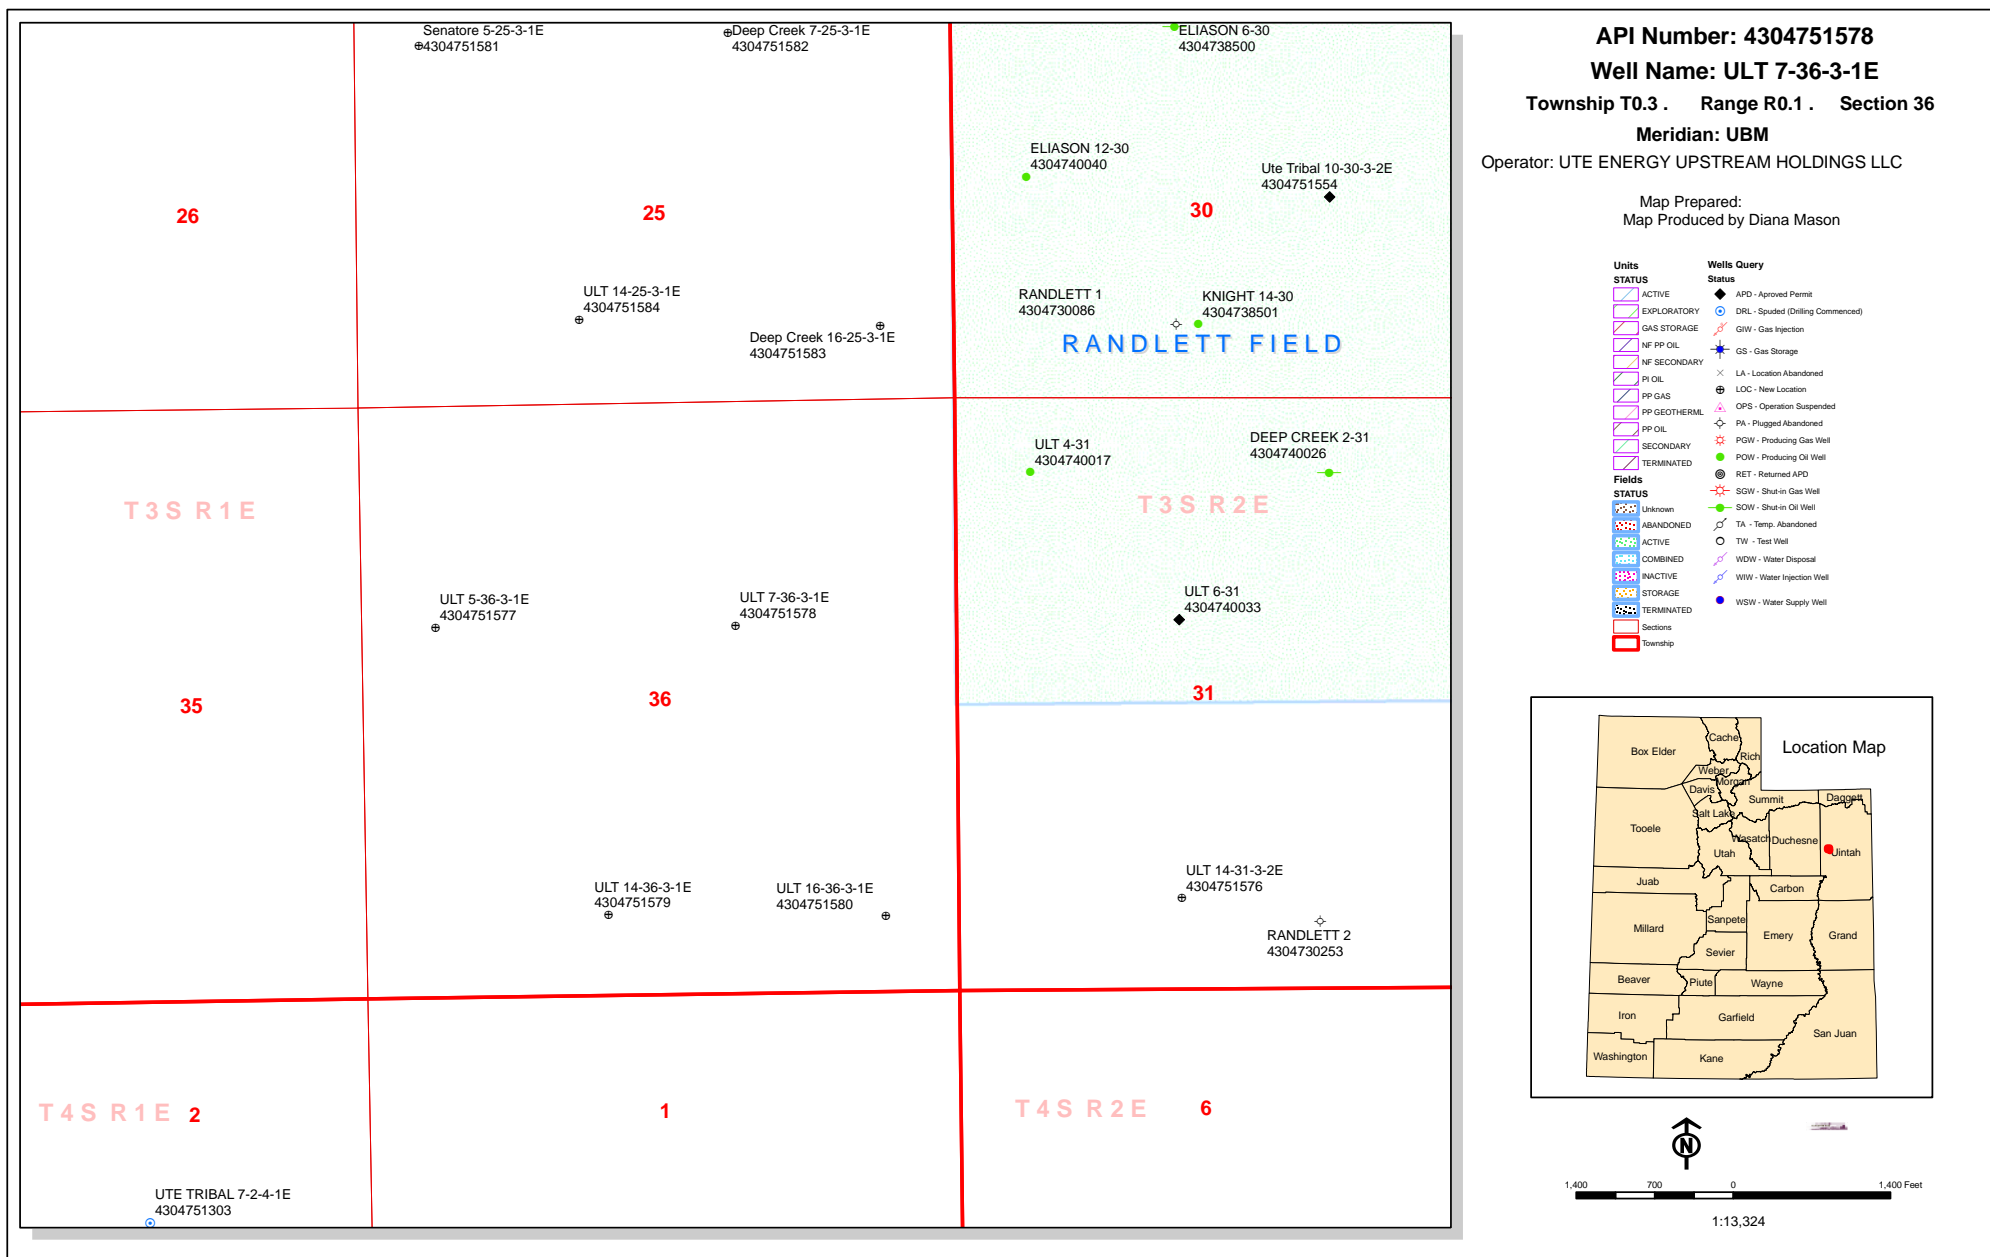 Senatore 5-25-3-1E
4304751581
Deep Creek 7-25-3-1E
4304751582
ELIASON 6-30
4304738500
ELIASON 12-30
4304740040
Ute Tribal 10-30-3-2E
4304751554
26
25
30
ULT 14-25-3-1E
4304751584
Deep Creek 16-25-3-1E
4304751583
RANDLETT 1
4304730086
KNIGHT 14-30
4304738501
RANDLETT FIELD
ULT 4-31
4304740017
DEEP CREEK 2-31
4304740026
T3S R1E
T3S R2E
ULT 5-36-3-1E
4304751577
ULT 7-36-3-1E
4304751578
ULT 6-31
4304740033
35
36
31
ULT 14-36-3-1E
4304751579
ULT 16-36-3-1E
4304751580
ULT 14-31-3-2E
4304751576
RANDLETT 2
4304730253
T4S R1E
2
1
T4S R2E
6
UTE TRIBAL 7-2-4-1E
4304751303
API Number: 4304751578
Well Name: ULT 7-36-3-1E
Township T0.3 . Range R0.1 . Section 36
Meridian: UBM
Operator: UTE ENERGY UPSTREAM HOLDINGS LLC
Map Prepared:
Map Produced by Diana Mason
Units
STATUS
ACTIVE
EXPLORATORY
GAS STORAGE
NF PP OIL
NF SECONDARY
PI OIL
PP GAS
PP GEOTHERML
PP OIL
SECONDARY
TERMINATED
Fields
STATUS
Unknown
ABANDONED
ACTIVE
COMBINED
INACTIVE
STORAGE
TERMINATED
Sections
Township
Wells Query
Status
APD - Aproved Permit
DRL - Spuded (Drilling Commenced)
GIW - Gas Injection
GS - Gas Storage
LA - Location Abandoned
LOC - New Location
OPS - Operation Suspended
PA - Plugged Abandoned
PGW - Producing Gas Well
POW - Producing Oil Well
RET - Returned APD
SGW - Shut-in Gas Well
SOW - Shut-in Oil Well
TA - Temp. Abandoned
TW - Test Well
WDW - Water Disposal
WIW - Water Injection Well
WSW - Water Supply Well
Location Map
Box Elder
Cache
Rich
Weber
Morgan
Davis
Summit
Daggett
Salt Lake
Tooele
Wasatch
Duchesne
Uintah
Utah
Juab
Carbon
Millard
Sanpete
Emery
Grand
Sevier
Beaver
Piute
Wayne
Iron
Garfield
San Juan
Washington
Kane
N
1,400 700 0 1,400 Feet
1:13,324